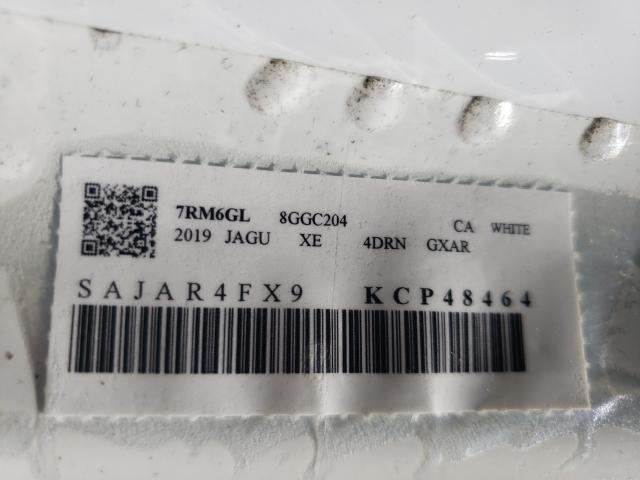 7RM6GL 8GGC204 CA WHITE
2019 JAGU XE 4DRN GXAR
SAJAR4FX9 KCP48464